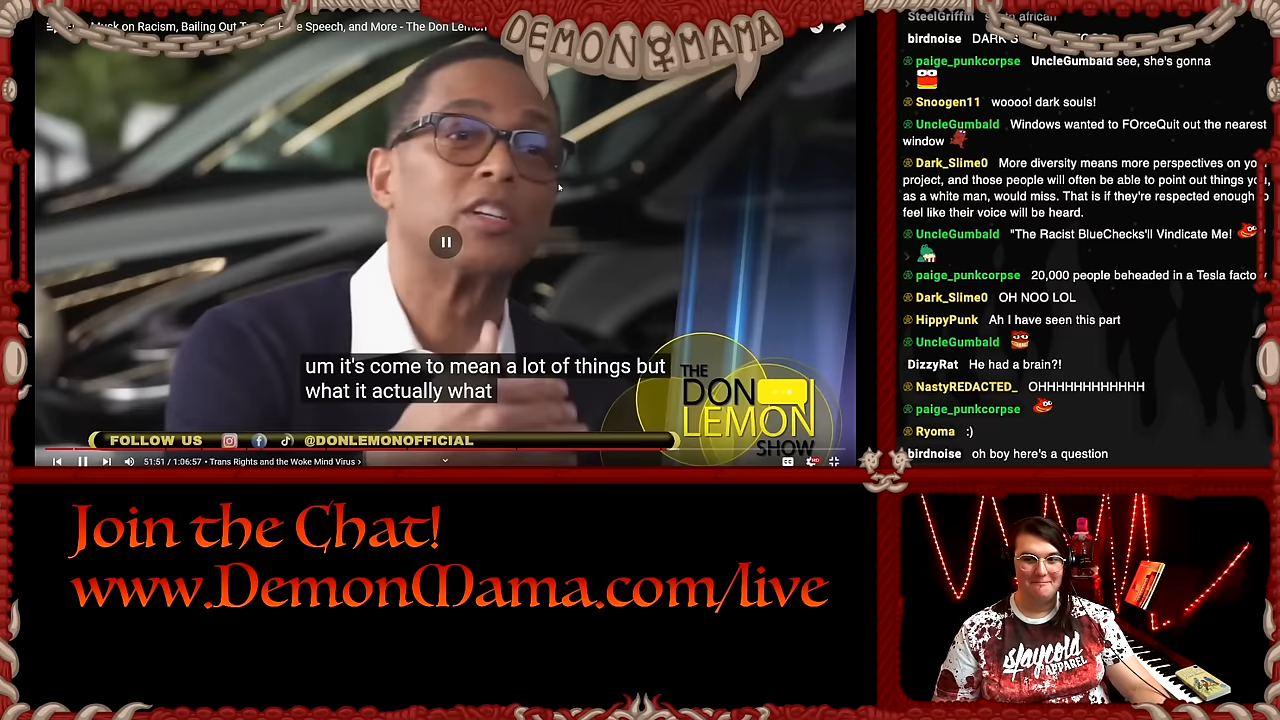 Musk on Racism, Bailing Out Speech, and More - The Don Lemon
DEMON MAMA
um it's come to mean a lot of things but
what it actually what
THE
DON
LEMON
SHOW
FOLLOW US @DONLEMONOFFICIAL
51:51 / 1:06:57 • Trans Rights and the Woke Mind Virus ›
SteelGriffin african
birdnoise DARK
paige_punkcorpse UncleGumbald see, she's gonna
Snoogen11 woooo! dark souls!
UncleGumbald Windows wanted to FOrceQuit out the nearest
window
Dark_Slime0 More diversity means more perspectives on
project, and those people will often be able to point out things
as a white man, would miss. That is if they're respected enough
feel like their voice will be heard.
UncleGumbald "The Racist BlueChecks'll Vindicate Me!
paige_punkcorpse 20,000 people beheaded in a Tesla
Dark_Slime0 OH NOO LOL
HippyPunk Ah I have seen this part
UncleGumbald
DizzyRat He had a brain?!
NastyREDACTED_ OHHHHHHHHHHHH
paige_punkcorpse
Ryoma :)
birdnoise oh boy here's a question
Join the Chat!
www.DemonMama.com/live
staycold
APPAREL